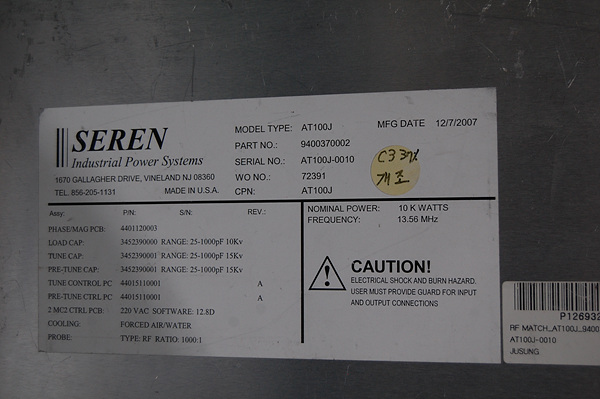 SEREN
Industrial Power Systems
1670 GALLAGHER DRIVE, VINELAND NJ 08360
TEL. 856-205-1131 MADE IN U.S.A.
MODEL TYPE: AT100J MFG DATE 12/7/2007
PART NO.: 9400370002
SERIAL NO.: AT100J-0010
WO NO.: 72391
CPN: AT100J
C3 37%
개조
Assy: P/N: S/N: REV.:
PHASE/MAG PCB: 4401120003
LOAD CAP: 3452390000 RANGE: 25-1000pF 10Kv
TUNE CAP: 3452390001 RANGE: 25-1000pF 15Kv
PRE-TUNE CAP: 3452390001 RANGE: 25-1000pF 15Kv
TUNE CONTROL PC 44015110001 A
PRE-TUNE CTRL PC 44015110001 A
2 MC2 CTRL PCB: 220 VAC SOFTWARE: 12.8D
COOLING: FORCED AIR/WATER
PROBE: TYPE: RF RATIO: 1000:1
NOMINAL POWER: 10 K WATTS
FREQUENCY: 13.56 MHz
CAUTION!
ELECTRICAL SHOCK AND BURN HAZARD.
USER MUST PROVIDE GUARD FOR INPUT
AND OUTPUT CONNECTIONS
P126932
RF MATCH_AT100J_9400
AT100J-0010
JUSUNG